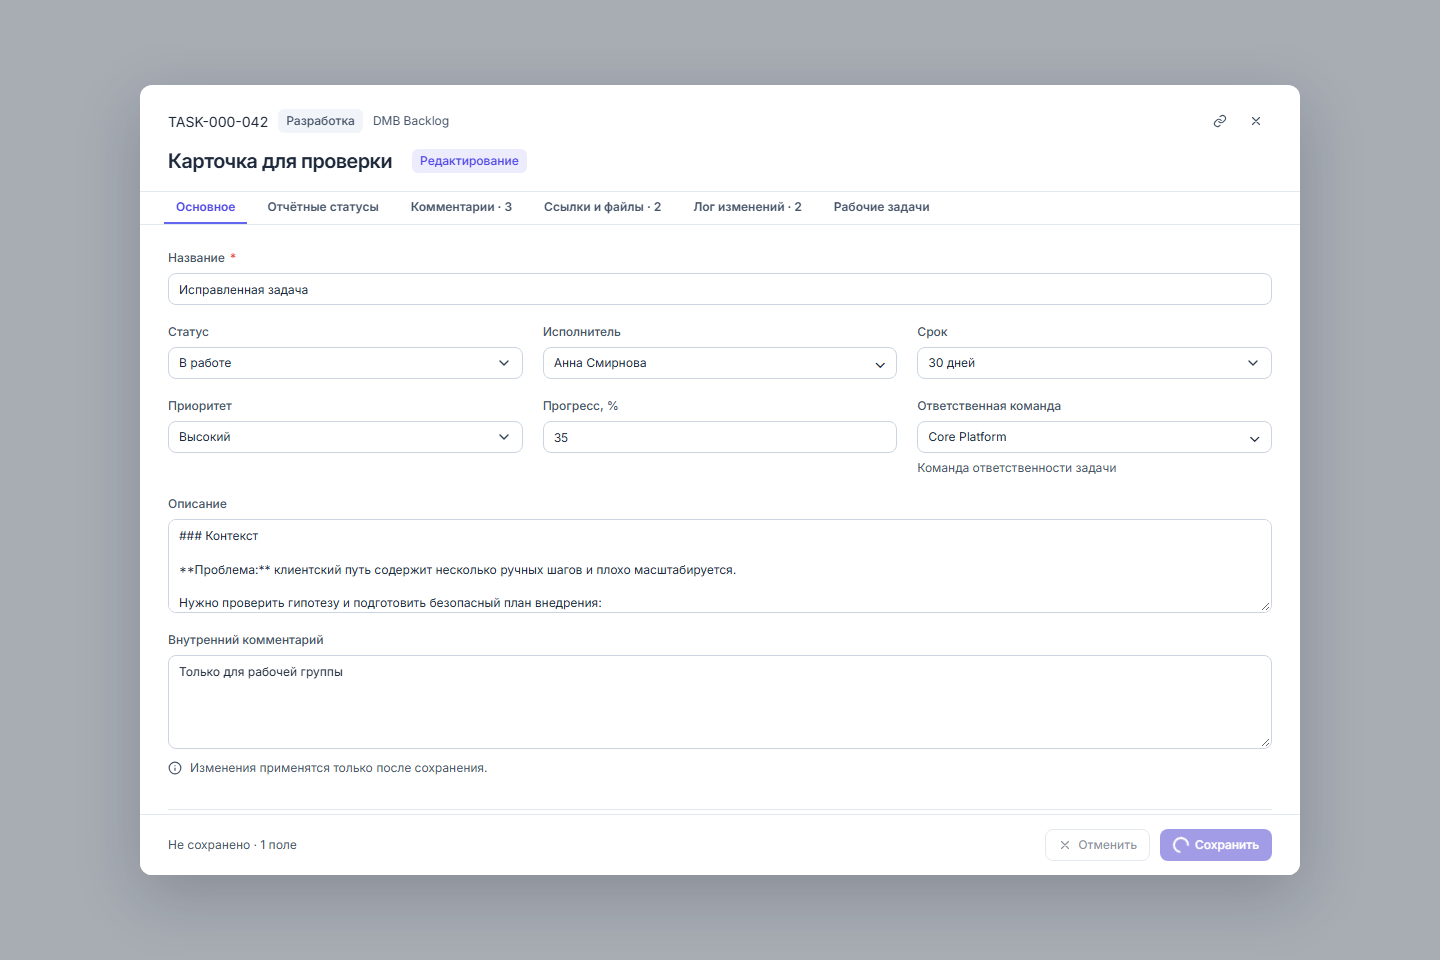 TASK-000-042 Разработка DMB Backlog
Карточка для проверки Редактирование
Основное Отчётные статусы Комментарии · 3 Ссылки и файлы · 2 Лог изменений · 2 Рабочие задачи
Название *
Исправленная задача
Статус Исполнитель Срок
В работе Анна Смирнова 30 дней
Приоритет Прогресс, % Ответственная команда
Высокий 35 Core Platform
Команда ответственности задачи
Описание
### Контекст
**Проблема:** клиентский путь содержит несколько ручных шагов и плохо масштабируется.
Нужно проверить гипотезу и подготовить безопасный план внедрения:
Внутренний комментарий
Только для рабочей группы
Изменения применятся только после сохранения.
Не сохранено · 1 поле Отменить Сохранить